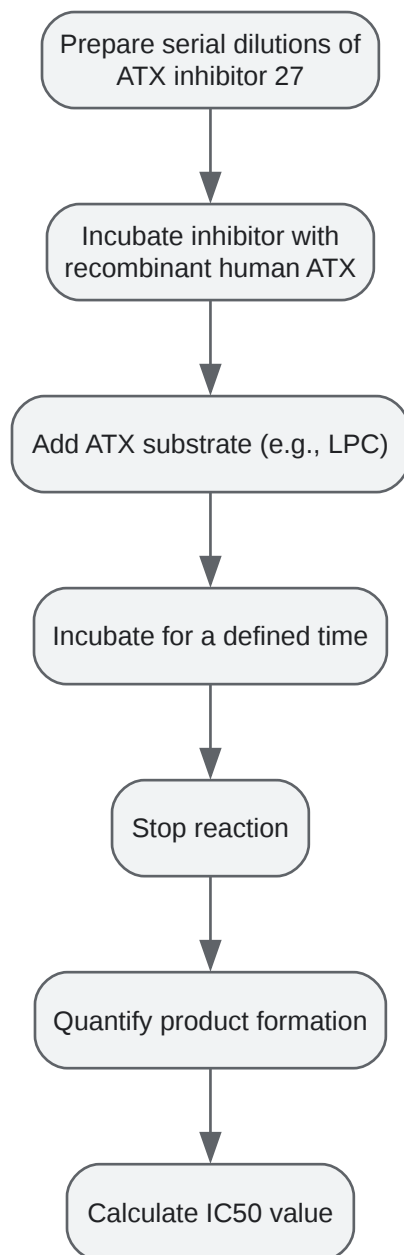 Prepare serial dilutions of
ATX inhibitor 27
Incubate inhibitor with
recombinant human ATX
Add ATX substrate (e.g., LPC)
Incubate for a defined time
Stop reaction
Quantify product formation
Calculate IC50 value